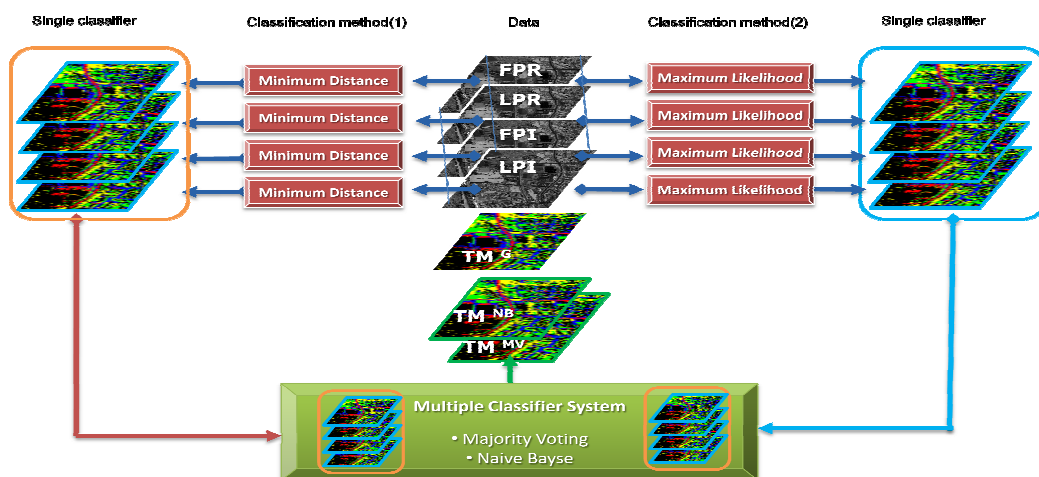 Single classifier
Classification method(1)
Data
Classification method(2)
Single classifier
Minimum Distance
FPR
Maximum Likelihood
Minimum Distance
LPR
Maximum Likelihood
Minimum Distance
FPI
Maximum Likelihood
Minimum Distance
LPI
Maximum Likelihood
TM G
TM NB
TM MV
Multiple Classifier System
• Majority Voting
• Naive Bayse